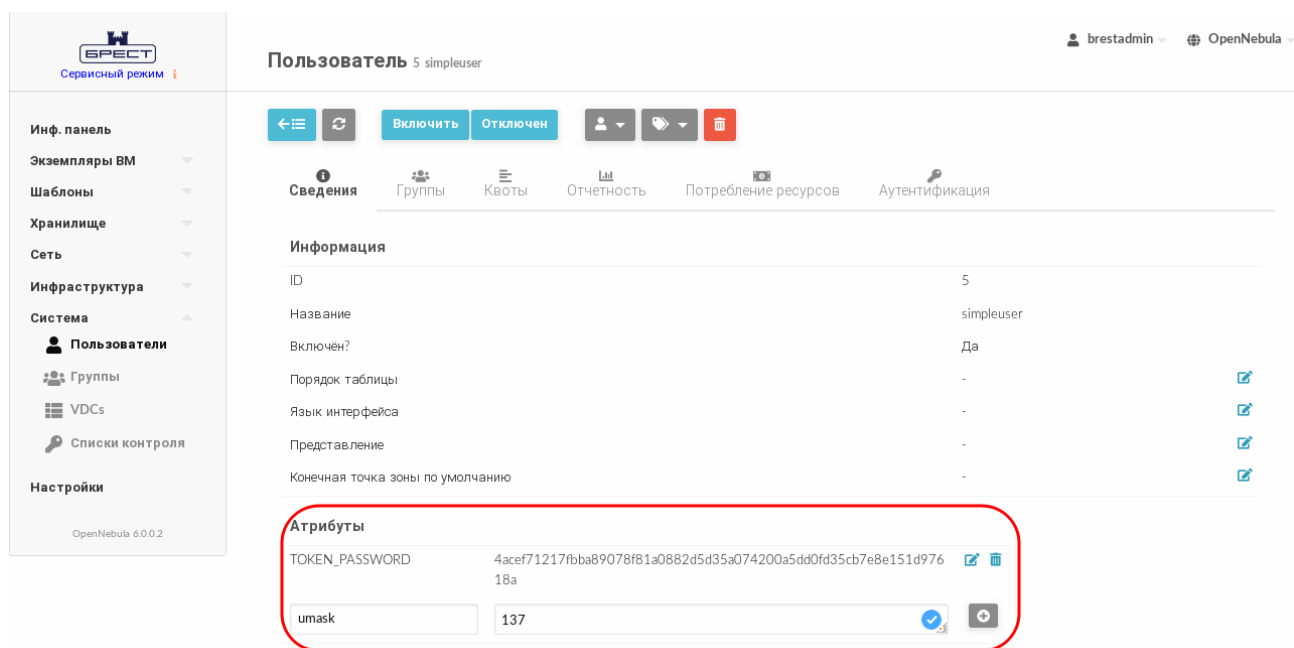 БРЕСТ
Сервисный режим i
brestadmin
OpenNebula
Пользователь 5 simpleuser
Инф. панель
Экземпляры ВМ
Шаблоны
Хранилище
Сеть
Инфраструктура
Система
Пользователи
Группы
VDCs
Списки контроля
Настройки
OpenNebula 6.0.0.2
Включить
Отключен
Сведения
Группы
Квоты
Отчетность
Потребление ресурсов
Аутентификация
Информация
ID 5
Название simpleuser
Включён? Да
Порядок таблицы -
Язык интерфейса -
Представление -
Конечная точка зоны по умолчанию -
Атрибуты
TOKEN_PASSWORD 4acef71217fbba89078f81a0882d5d35a074200a5dd0fd35cb7e8e151d976
18a
umask 137